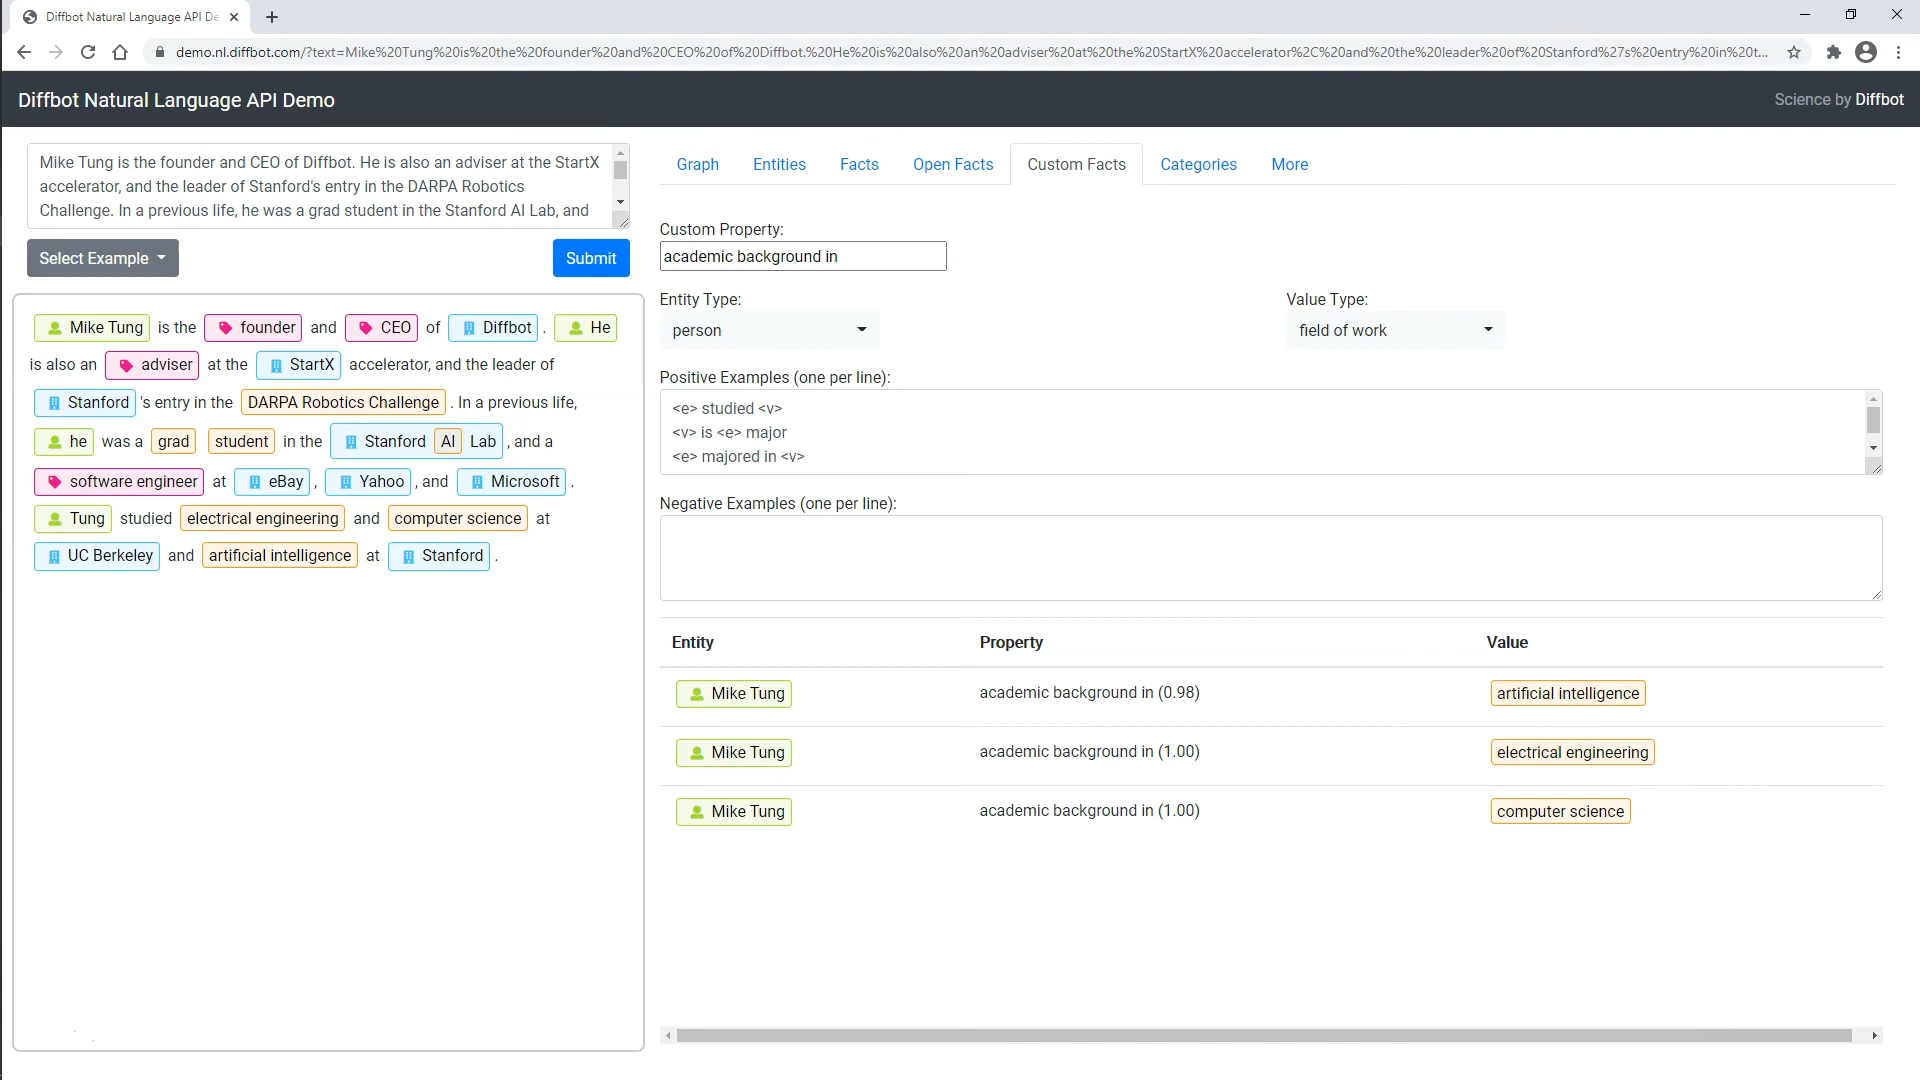 Diffbot Natural Language API De
demo.nl.diffbot.com/?text=Mike%20Tung%20is%20the%20founder%20and%20CEO%20of%20Diffbot.%20He%20is%20also%20an%20adviser%20at%20the%20StartX%20accelerator%2C%20and%20the%20leader%20of%20Stanford%27s%20entry%20in%20t...
Diffbot Natural Language API Demo
Science by Diffbot
Mike Tung is the founder and CEO of Diffbot. He is also an adviser at the StartX
accelerator, and the leader of Stanford's entry in the DARPA Robotics
Challenge. In a previous life, he was a grad student in the Stanford AI Lab, and
Select Example
Submit
Mike Tung is the founder and CEO of Diffbot . He
is also an adviser at the StartX accelerator, and the leader of
Stanford 's entry in the DARPA Robotics Challenge . In a previous life,
he was a grad student in the Stanford AI Lab , and a
software engineer at eBay , Yahoo , and Microsoft .
Tung studied electrical engineering and computer science at
UC Berkeley and artificial intelligence at Stanford .
Graph Entities Facts Open Facts Custom Facts Categories More
Custom Property:
academic background in
Entity Type: Value Type:
person field of work
Positive Examples (one per line):
<e> studied <v>
<v> is <e> major
<e> majored in <v>
Negative Examples (one per line):
Entity Property Value
Mike Tung academic background in (0.98) artificial intelligence
Mike Tung academic background in (1.00) electrical engineering
Mike Tung academic background in (1.00) computer science